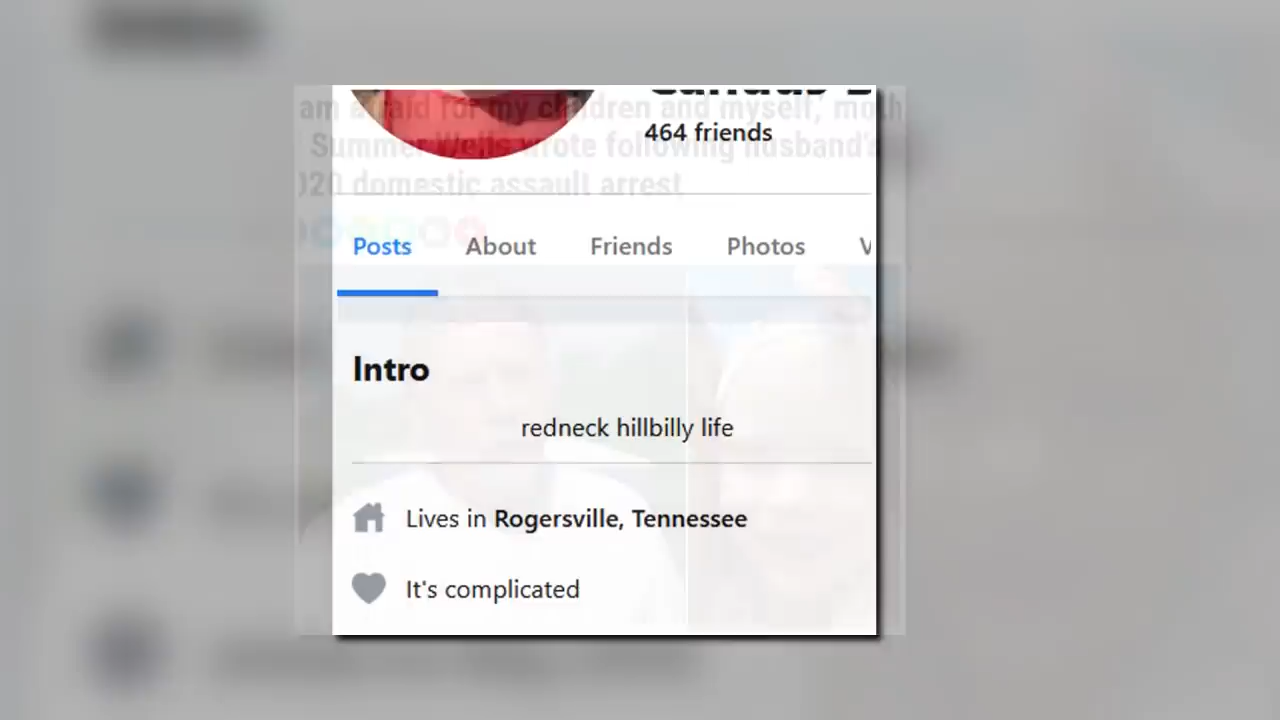 am afraid for my children and myself,' moth
Summer Wells wrote following husband's
020 domestic assault arrest
464 friends
Posts About Friends Photos V
Intro
redneck hillbilly life
Lives in Rogersville, Tennessee
It's complicated